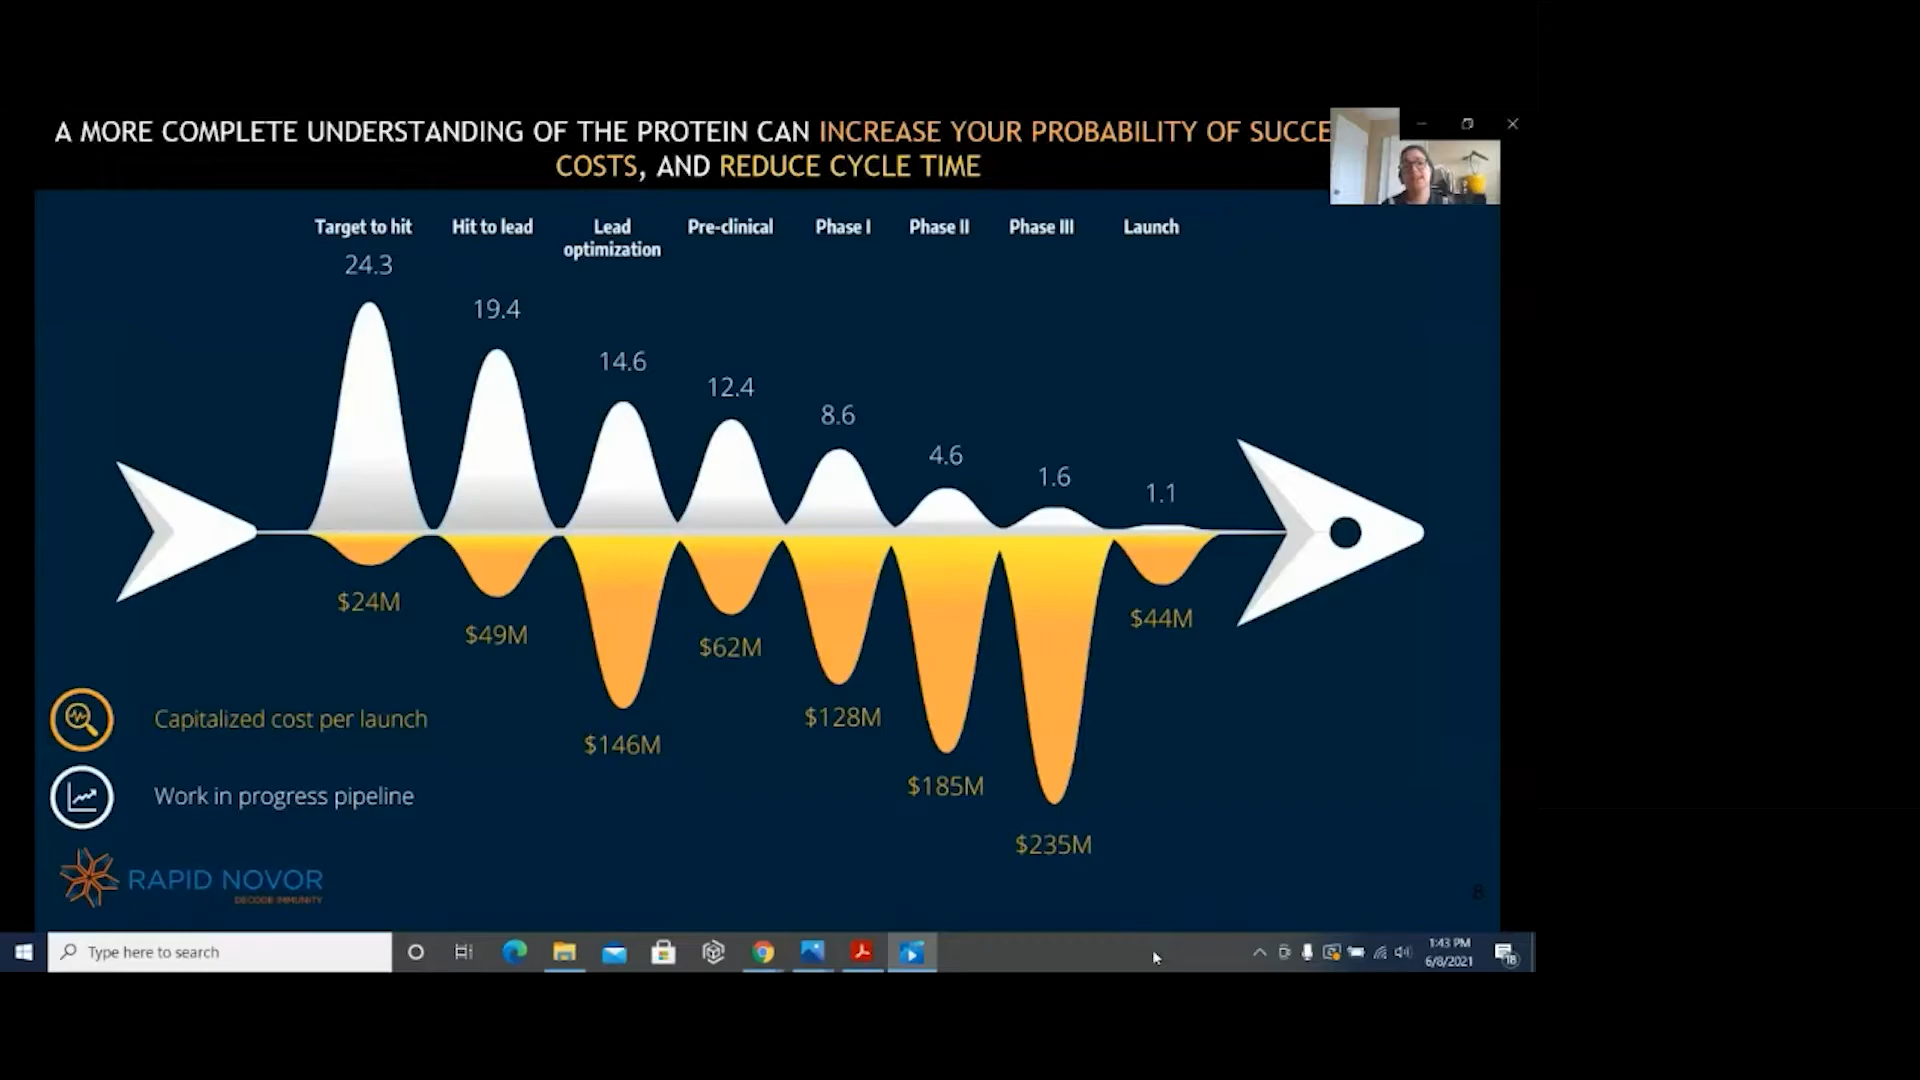 A MORE COMPLETE UNDERSTANDING OF THE PROTEIN CAN INCREASE YOUR PROBABILITY OF SUCCE
COSTS, AND REDUCE CYCLE TIME
Target to hit
Hit to lead
Lead
optimization
Pre-clinical
Phase I
Phase II
Phase III
Launch
24.3
19.4
14.6
12.4
8.6
4.6
1.6
1.1
$24M
$49M
$146M
$62M
$128M
$185M
$235M
$44M
Capitalized cost per launch
Work in progress pipeline
RAPID NOVOR
DECODE IMMUNITY
8
Type here to search
1:43 PM
6/8/2021
18